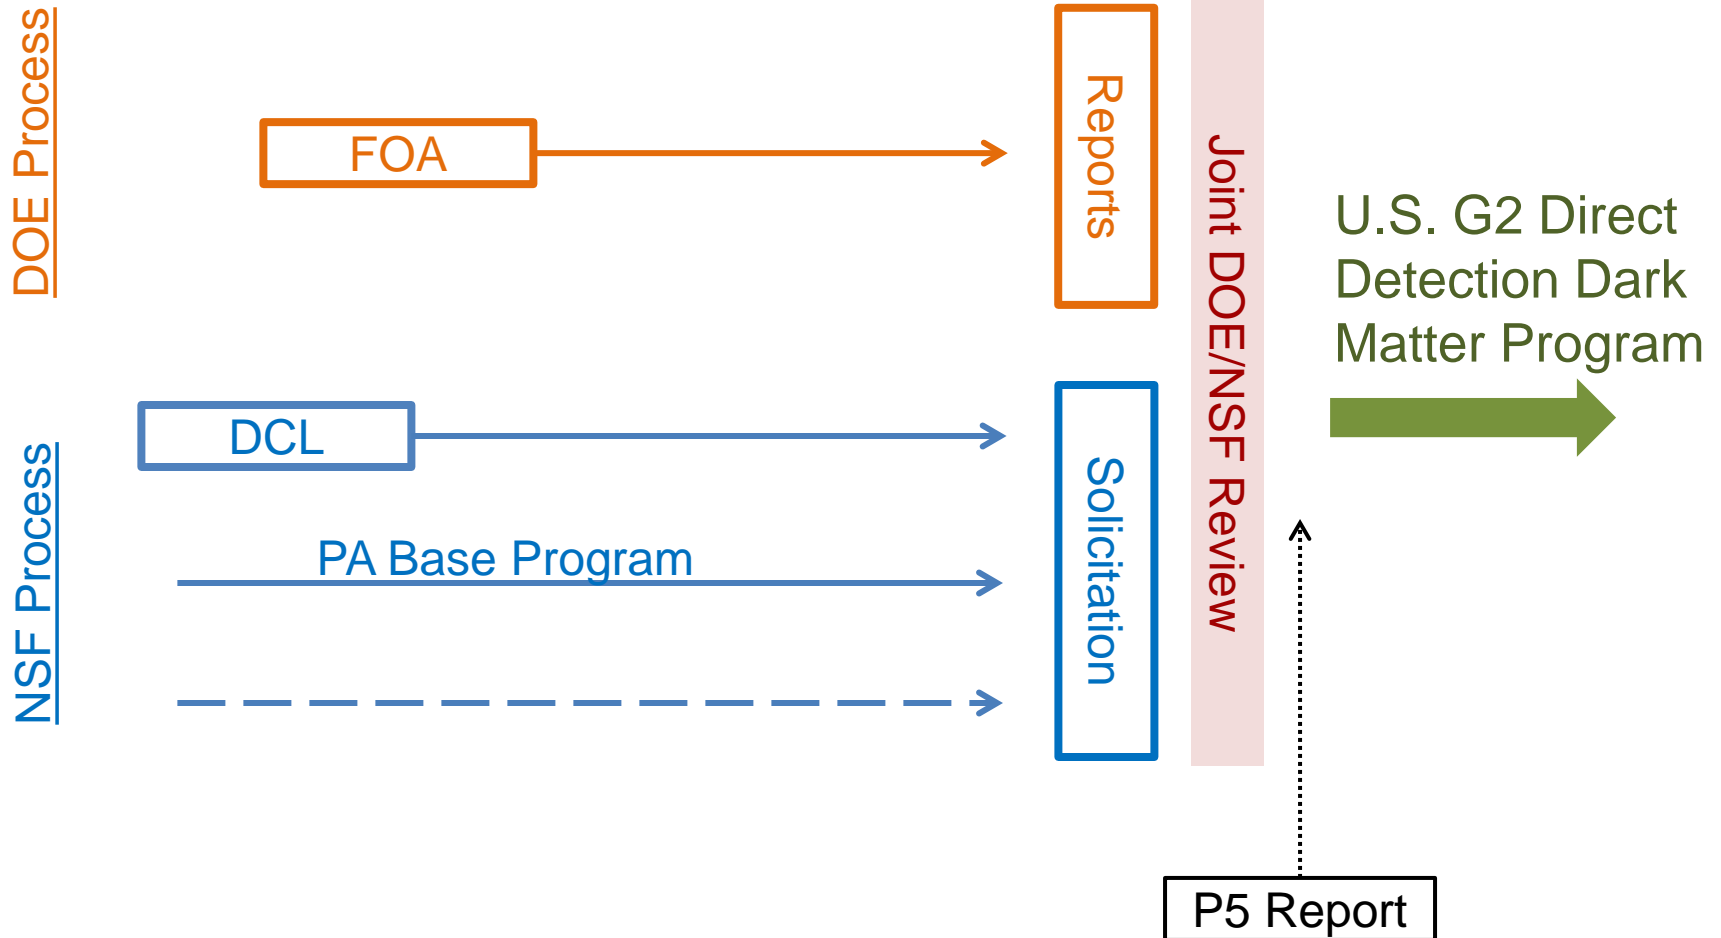 DOE Process
FOA
Reports
Joint DOE/NSF Review
U.S. G2 Direct
Detection Dark
Matter Program
NSF Process
DCL
PA Base Program
Solicitation
P5 Report